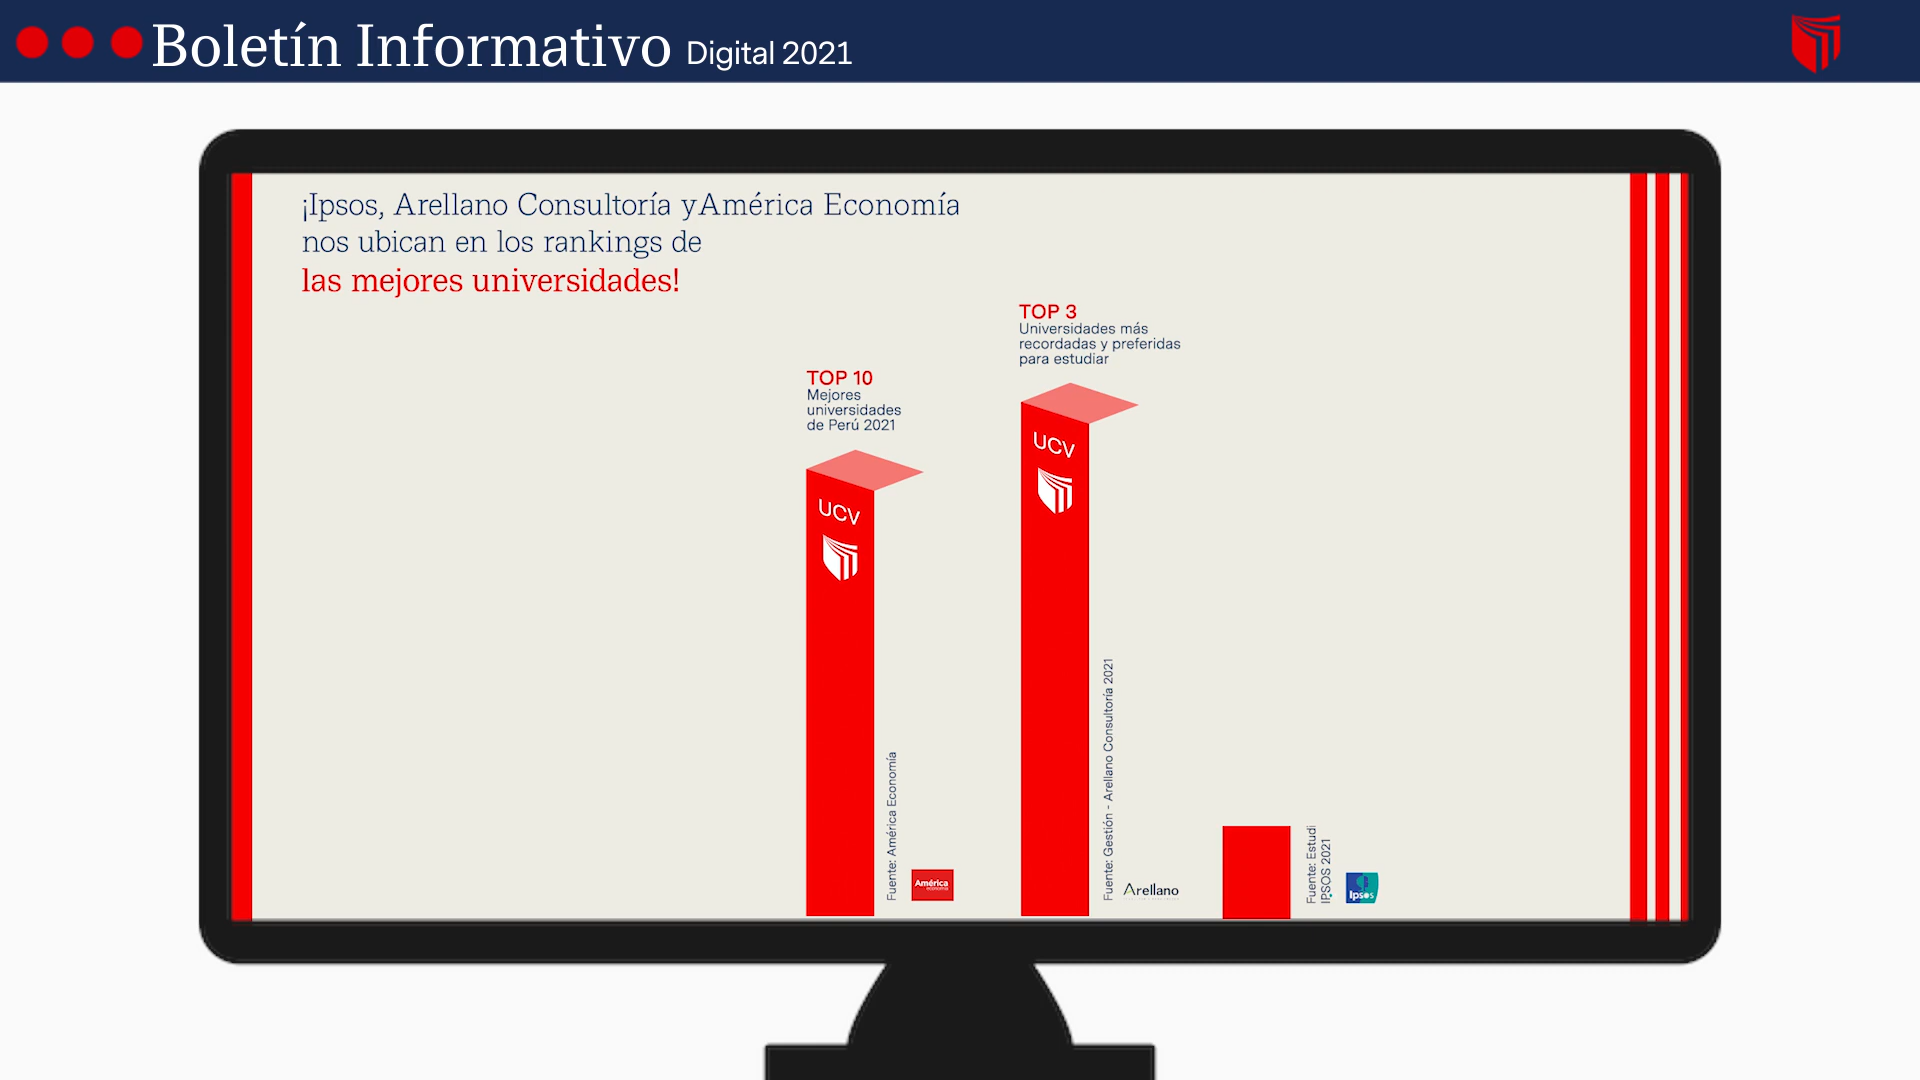 Boletín Informativo Digital 2021
¡Ipsos, Arellano Consultoría y América Economía
nos ubican en los rankings de
las mejores universidades!
TOP 10
Mejores
universidades
de Perú 2021
UCV
Fuente: América Economía
América
economía
TOP 3
Universidades más
recordadas y preferidas
para estudiar
UCV
Fuente: Gestión - Arellano Consultoría 2021
Arellano
Fuente: Estudi
IPSOS 2021
Ipsos